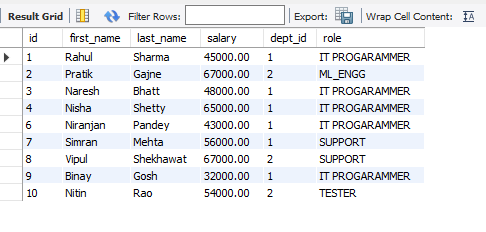 Result Grid Filter Rows: Export: Wrap Cell Content:
id first_name last_name salary dept_id role
1 Rahul Sharma 45000.00 1 IT PROGARAMMER
2 Pratik Gajne 67000.00 2 ML_ENGG
3 Naresh Bhatt 48000.00 1 IT PROGARAMMER
4 Nisha Shetty 65000.00 1 IT PROGARAMMER
6 Niranjan Pandey 43000.00 1 IT PROGARAMMER
7 Simran Mehta 56000.00 1 SUPPORT
8 Vipul Shekhawat 67000.00 2 SUPPORT
9 Binay Gosh 32000.00 1 IT PROGARAMMER
10 Nitin Rao 54000.00 2 TESTER